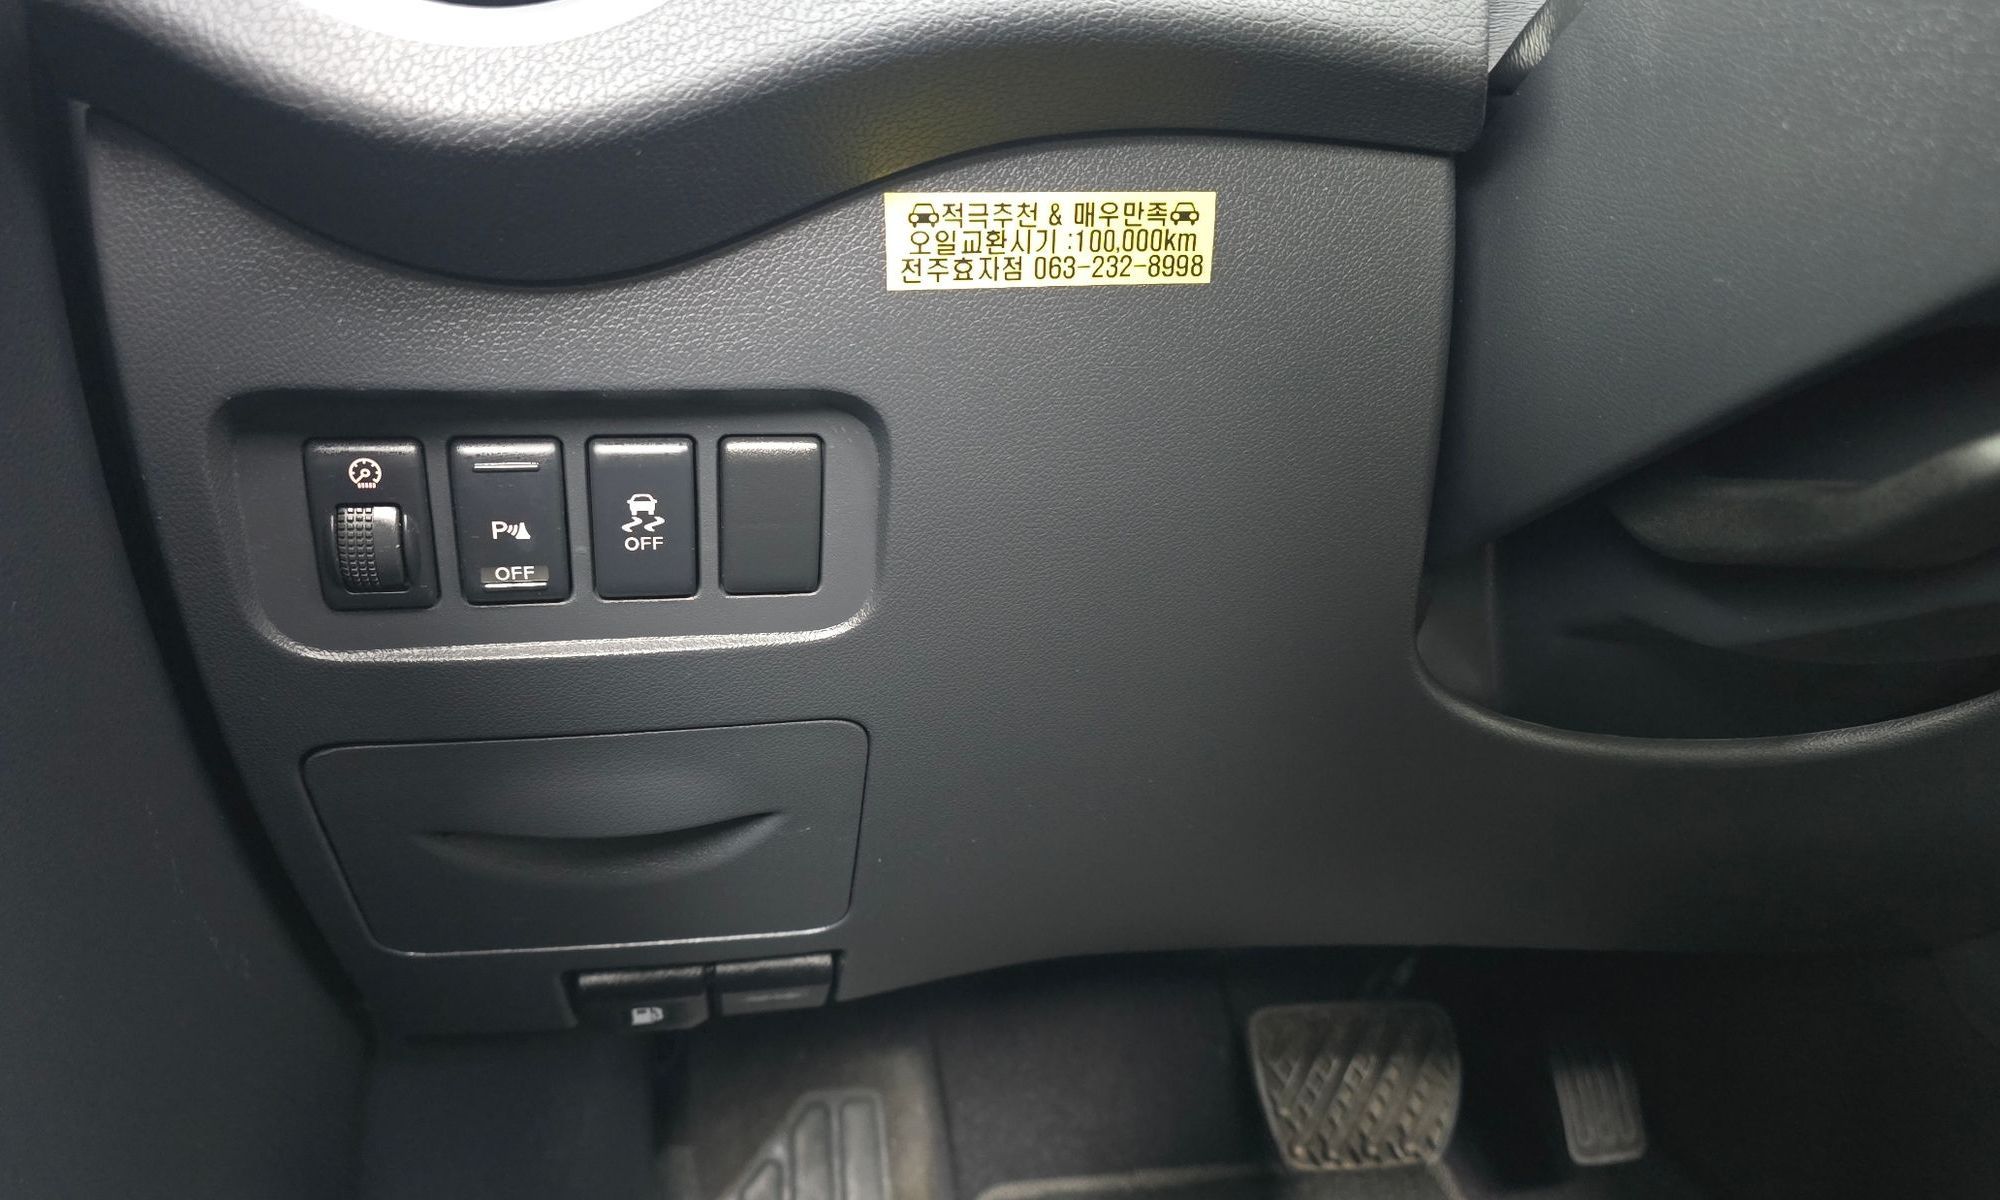 적극추천 & 매우만족
오일교환시기 :100,000km
전주효자점 063-232-8998
P
OFF
OFF